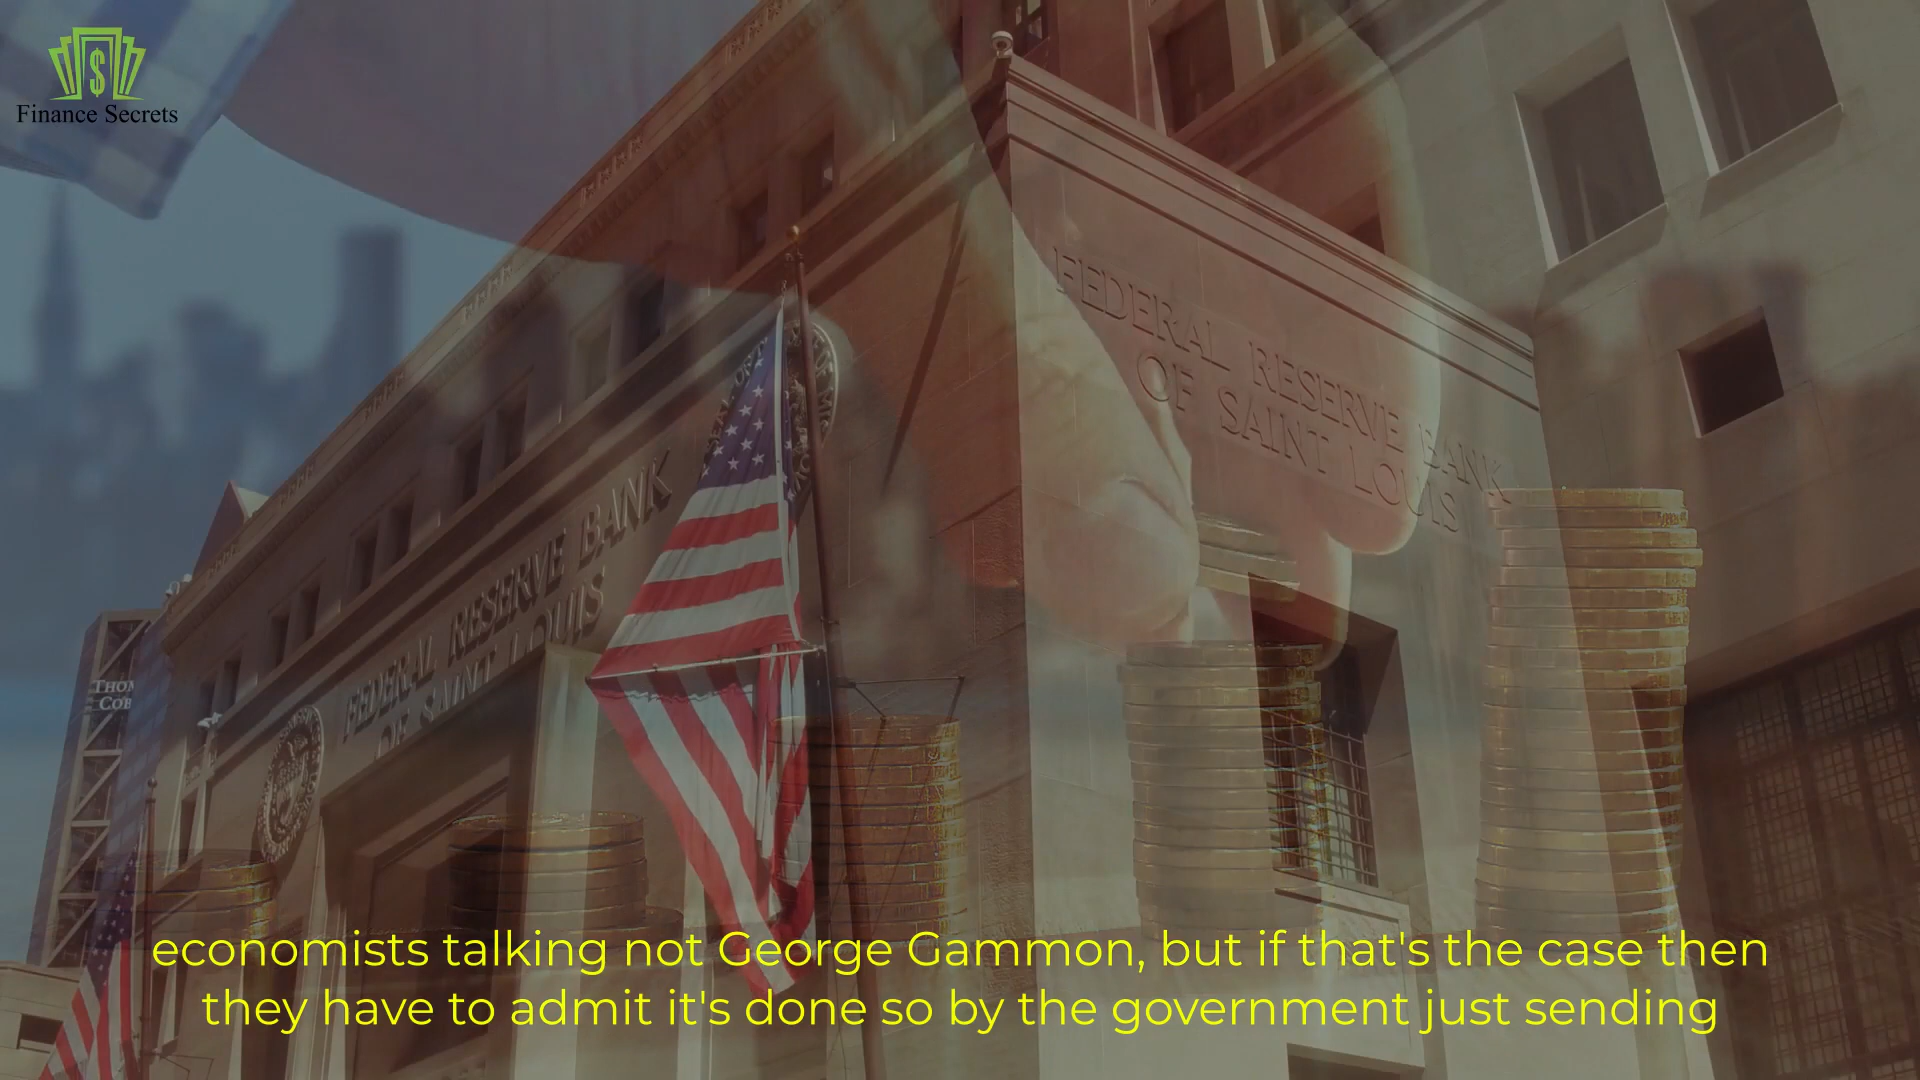 $
Finance Secrets
FEDERAL RESERVE BANK
OF SAINT LOUIS
FEDERAL RESERVE BANK
OF SAINT LOUIS
economists talking not George Gammon, but if that's the case then
they have to admit it's done so by the government just sending